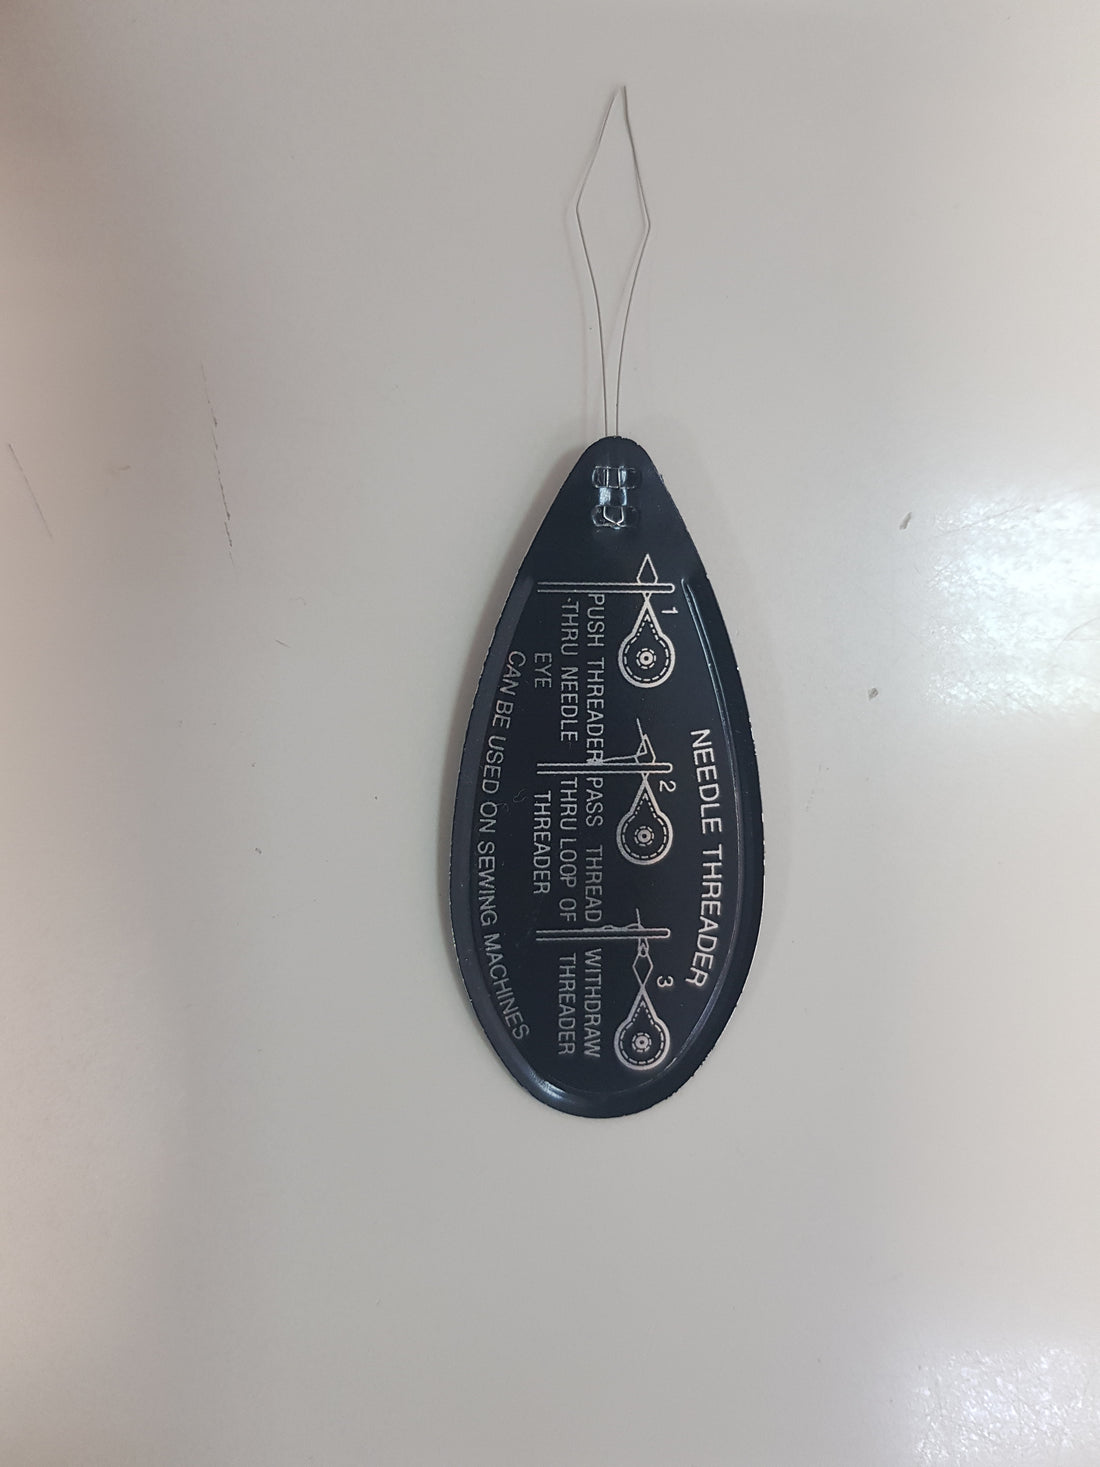 NEEDLE THREADER
1
PUSH THREADER
THRU NEEDLE
EYE
2
PASS THREAD
THRU LOOP OF
THREADER
3
WITHDRAW
THREADER
CAN BE USED ON SEWING MACHINES